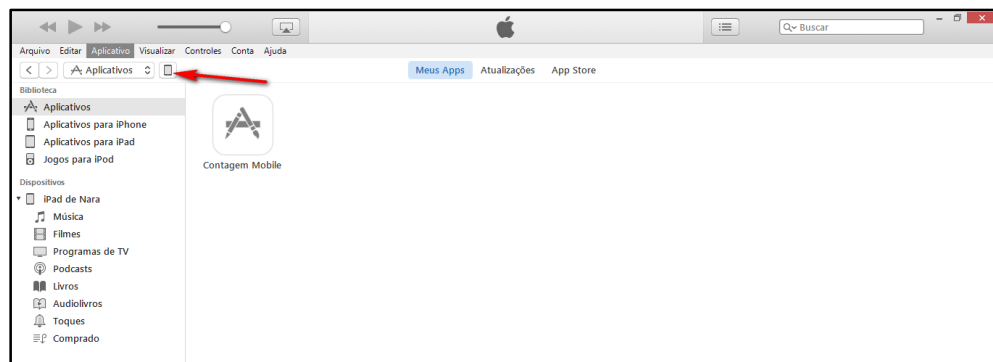 Buscar
Arquivo Editar Aplicativo Visualizar Controles Conta Ajuda
Aplicativos
Meus Apps Atualizações App Store
Biblioteca
Aplicativos
Aplicativos para iPhone
Aplicativos para iPad
Jogos para iPod
Contagem Mobile
Dispositivos
iPad de Nara
Música
Filmes
Programas de TV
Podcasts
Livros
Audiolivros
Toques
Comprado